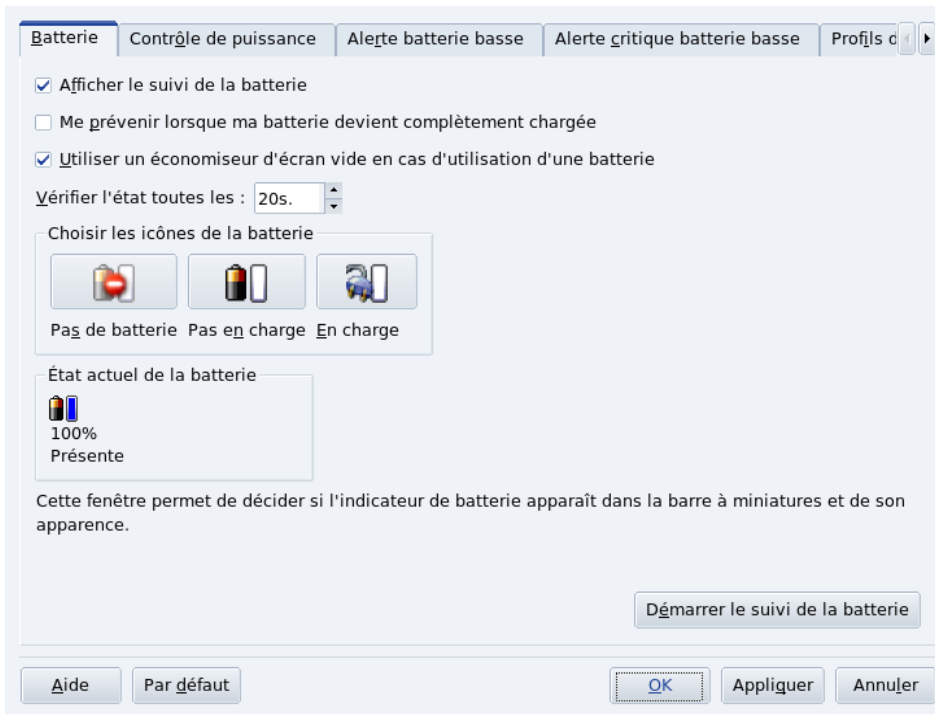 Batterie Contrôle de puissance Alerte batterie basse Alerte critique batterie basse Profils d
Afficher le suivi de la batterie
Me prévenir lorsque ma batterie devient complètement chargée
Utiliser un économiseur d'écran vide en cas d'utilisation d'une batterie
Vérifier l'état toutes les : 20s.
Choisir les icônes de la batterie
Pas de batterie Pas en charge En charge
État actuel de la batterie
100%
Présente
Cette fenêtre permet de décider si l'indicateur de batterie apparaît dans la barre à miniatures et de son
apparence.
Démarrer le suivi de la batterie
Aide Par défaut OK Appliquer Annuler